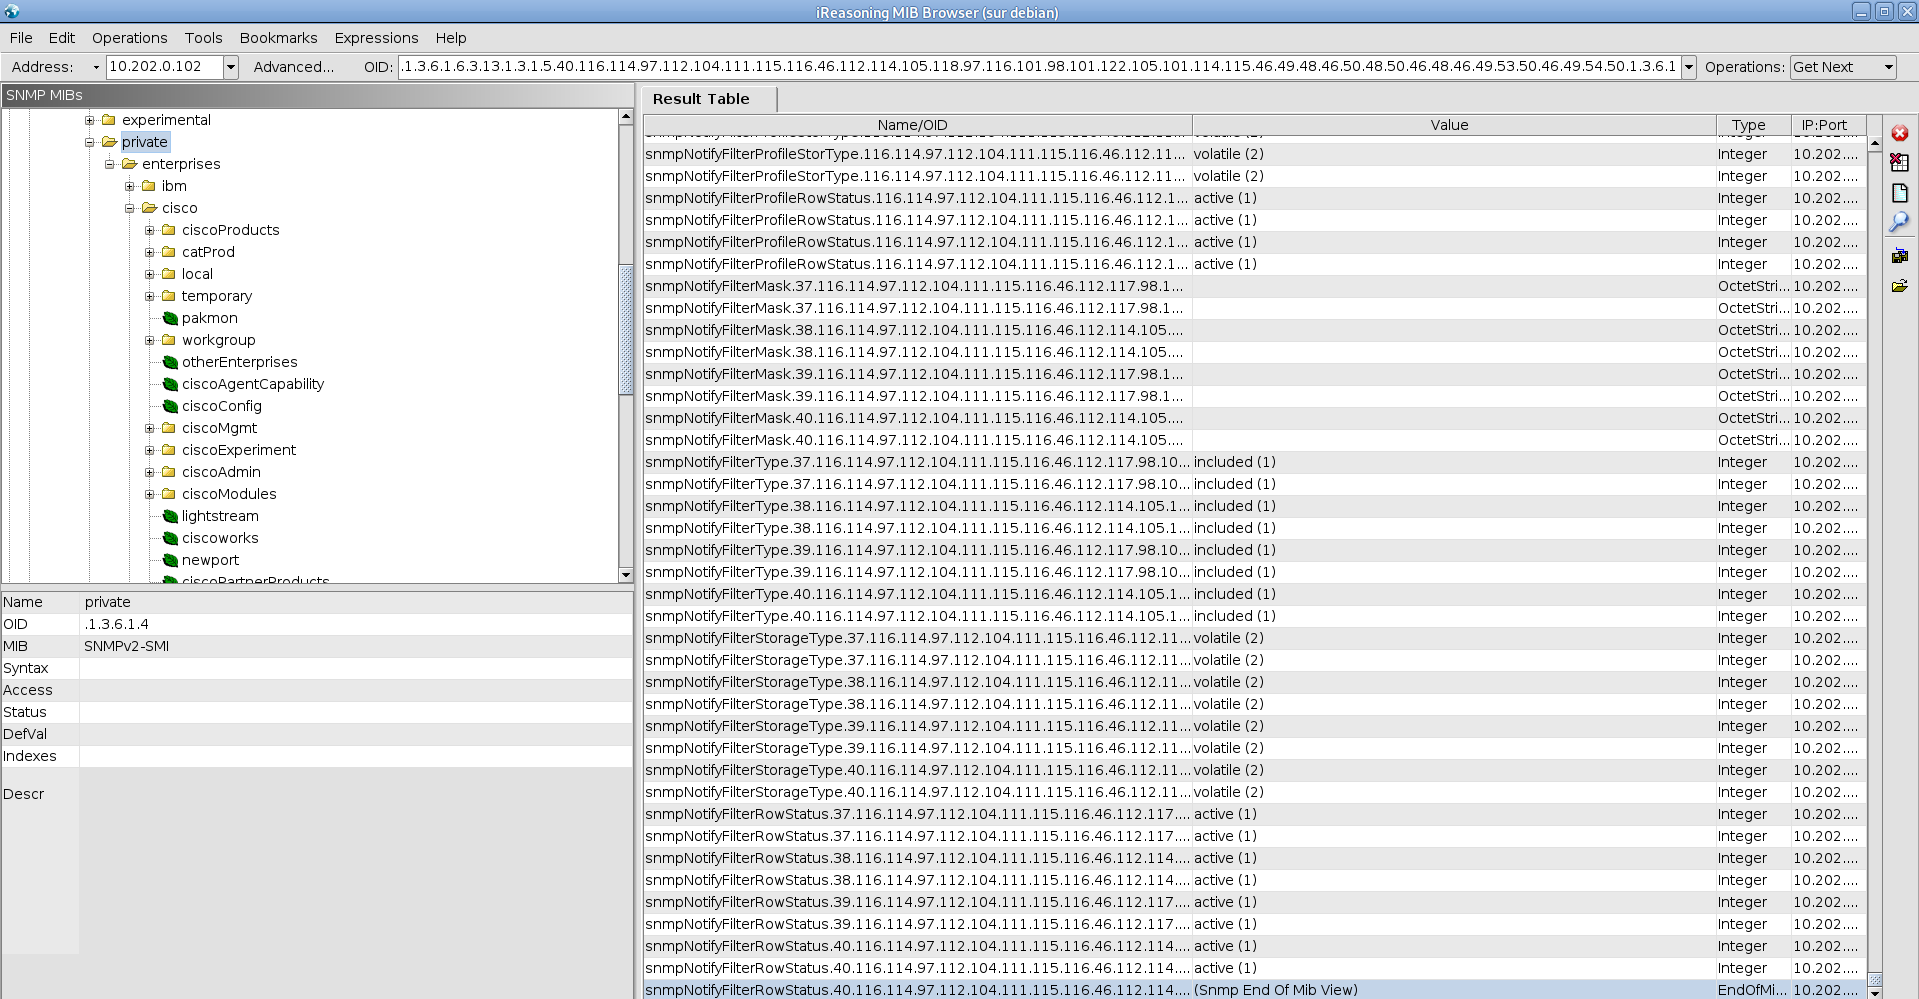 iReasoning MIB Browser (sur debian)
File Edit Operations Tools Bookmarks Expressions Help
Address: 10.202.0.102 Advanced... OID: .1.3.6.1.6.3.13.1.3.1.5.40.116.114.97.112.104.111.115.116.46.112.114.105.118.97.116.101.98.101.122.105.101.114.115.46.49.48.46.50.48.50.46.48.46.49.53.50.46.49.54.50.1.3.6.1 Operations: Get Next
SNMP MIBs
experimental
private
enterprises
ibm
cisco
ciscoProducts
catProd
local
temporary
pakmon
workgroup
otherEnterprises
ciscoAgentCapability
ciscoConfig
ciscoMgmt
ciscoExperiment
ciscoAdmin
ciscoModules
lightstream
ciscoworks
newport
ciscoPartnerProducts
Name private
OID .1.3.6.1.4
MIB SNMPv2-SMI
Syntax
Access
Status
DefVal
Indexes
Descr
Result Table
Name/OID Value Type IP:Port
snmpNotifyFilterProfileStorType.116.114.97.112.104.111.115.116.46.112.11... volatile (2) Integer 10.202....
snmpNotifyFilterProfileStorType.116.114.97.112.104.111.115.116.46.112.11... volatile (2) Integer 10.202....
snmpNotifyFilterProfileRowStatus.116.114.97.112.104.111.115.116.46.112.1... active (1) Integer 10.202....
snmpNotifyFilterProfileRowStatus.116.114.97.112.104.111.115.116.46.112.1... active (1) Integer 10.202....
snmpNotifyFilterProfileRowStatus.116.114.97.112.104.111.115.116.46.112.1... active (1) Integer 10.202....
snmpNotifyFilterProfileRowStatus.116.114.97.112.104.111.115.116.46.112.1... active (1) Integer 10.202....
snmpNotifyFilterMask.37.116.114.97.112.104.111.115.116.46.112.117.98.1... OctetStri... 10.202....
snmpNotifyFilterMask.37.116.114.97.112.104.111.115.116.46.112.117.98.1... OctetStri... 10.202....
snmpNotifyFilterMask.38.116.114.97.112.104.111.115.116.46.112.114.105.... OctetStri... 10.202....
snmpNotifyFilterMask.38.116.114.97.112.104.111.115.116.46.112.114.105.... OctetStri... 10.202....
snmpNotifyFilterMask.39.116.114.97.112.104.111.115.116.46.112.117.98.1... OctetStri... 10.202....
snmpNotifyFilterMask.39.116.114.97.112.104.111.115.116.46.112.117.98.1... OctetStri... 10.202....
snmpNotifyFilterMask.40.116.114.97.112.104.111.115.116.46.112.114.105.... OctetStri... 10.202....
snmpNotifyFilterMask.40.116.114.97.112.104.111.115.116.46.112.114.105.... OctetStri... 10.202....
snmpNotifyFilterType.37.116.114.97.112.104.111.115.116.46.112.117.98.10... included (1) Integer 10.202....
snmpNotifyFilterType.37.116.114.97.112.104.111.115.116.46.112.117.98.10... included (1) Integer 10.202....
snmpNotifyFilterType.38.116.114.97.112.104.111.115.116.46.112.114.105.1... included (1) Integer 10.202....
snmpNotifyFilterType.38.116.114.97.112.104.111.115.116.46.112.114.105.1... included (1) Integer 10.202....
snmpNotifyFilterType.39.116.114.97.112.104.111.115.116.46.112.117.98.10... included (1) Integer 10.202....
snmpNotifyFilterType.39.116.114.97.112.104.111.115.116.46.112.117.98.10... included (1) Integer 10.202....
snmpNotifyFilterType.40.116.114.97.112.104.111.115.116.46.112.114.105.1... included (1) Integer 10.202....
snmpNotifyFilterType.40.116.114.97.112.104.111.115.116.46.112.114.105.1... included (1) Integer 10.202....
snmpNotifyFilterStorageType.37.116.114.97.112.104.111.115.116.46.112.11... volatile (2) Integer 10.202....
snmpNotifyFilterStorageType.37.116.114.97.112.104.111.115.116.46.112.11... volatile (2) Integer 10.202....
snmpNotifyFilterStorageType.38.116.114.97.112.104.111.115.116.46.112.11... volatile (2) Integer 10.202....
snmpNotifyFilterStorageType.38.116.114.97.112.104.111.115.116.46.112.11... volatile (2) Integer 10.202....
snmpNotifyFilterStorageType.39.116.114.97.112.104.111.115.116.46.112.11... volatile (2) Integer 10.202....
snmpNotifyFilterStorageType.39.116.114.97.112.104.111.115.116.46.112.11... volatile (2) Integer 10.202....
snmpNotifyFilterStorageType.40.116.114.97.112.104.111.115.116.46.112.11... volatile (2) Integer 10.202....
snmpNotifyFilterStorageType.40.116.114.97.112.104.111.115.116.46.112.11... volatile (2) Integer 10.202....
snmpNotifyFilterRowStatus.37.116.114.97.112.104.111.115.116.46.112.117.... active (1) Integer 10.202....
snmpNotifyFilterRowStatus.37.116.114.97.112.104.111.115.116.46.112.117.... active (1) Integer 10.202....
snmpNotifyFilterRowStatus.38.116.114.97.112.104.111.115.116.46.112.114.... active (1) Integer 10.202....
snmpNotifyFilterRowStatus.38.116.114.97.112.104.111.115.116.46.112.114.... active (1) Integer 10.202....
snmpNotifyFilterRowStatus.39.116.114.97.112.104.111.115.116.46.112.117.... active (1) Integer 10.202....
snmpNotifyFilterRowStatus.39.116.114.97.112.104.111.115.116.46.112.117.... active (1) Integer 10.202....
snmpNotifyFilterRowStatus.40.116.114.97.112.104.111.115.116.46.112.114.... active (1) Integer 10.202....
snmpNotifyFilterRowStatus.40.116.114.97.112.104.111.115.116.46.112.114.... active (1) Integer 10.202....
snmpNotifyFilterRowStatus.40.116.114.97.112.104.111.115.116.46.112.114.... (Snmp End Of Mib View) EndOfMi... 10.202....